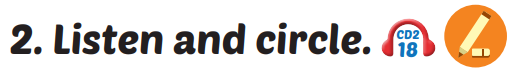 2. Listen and circle. CD2
18